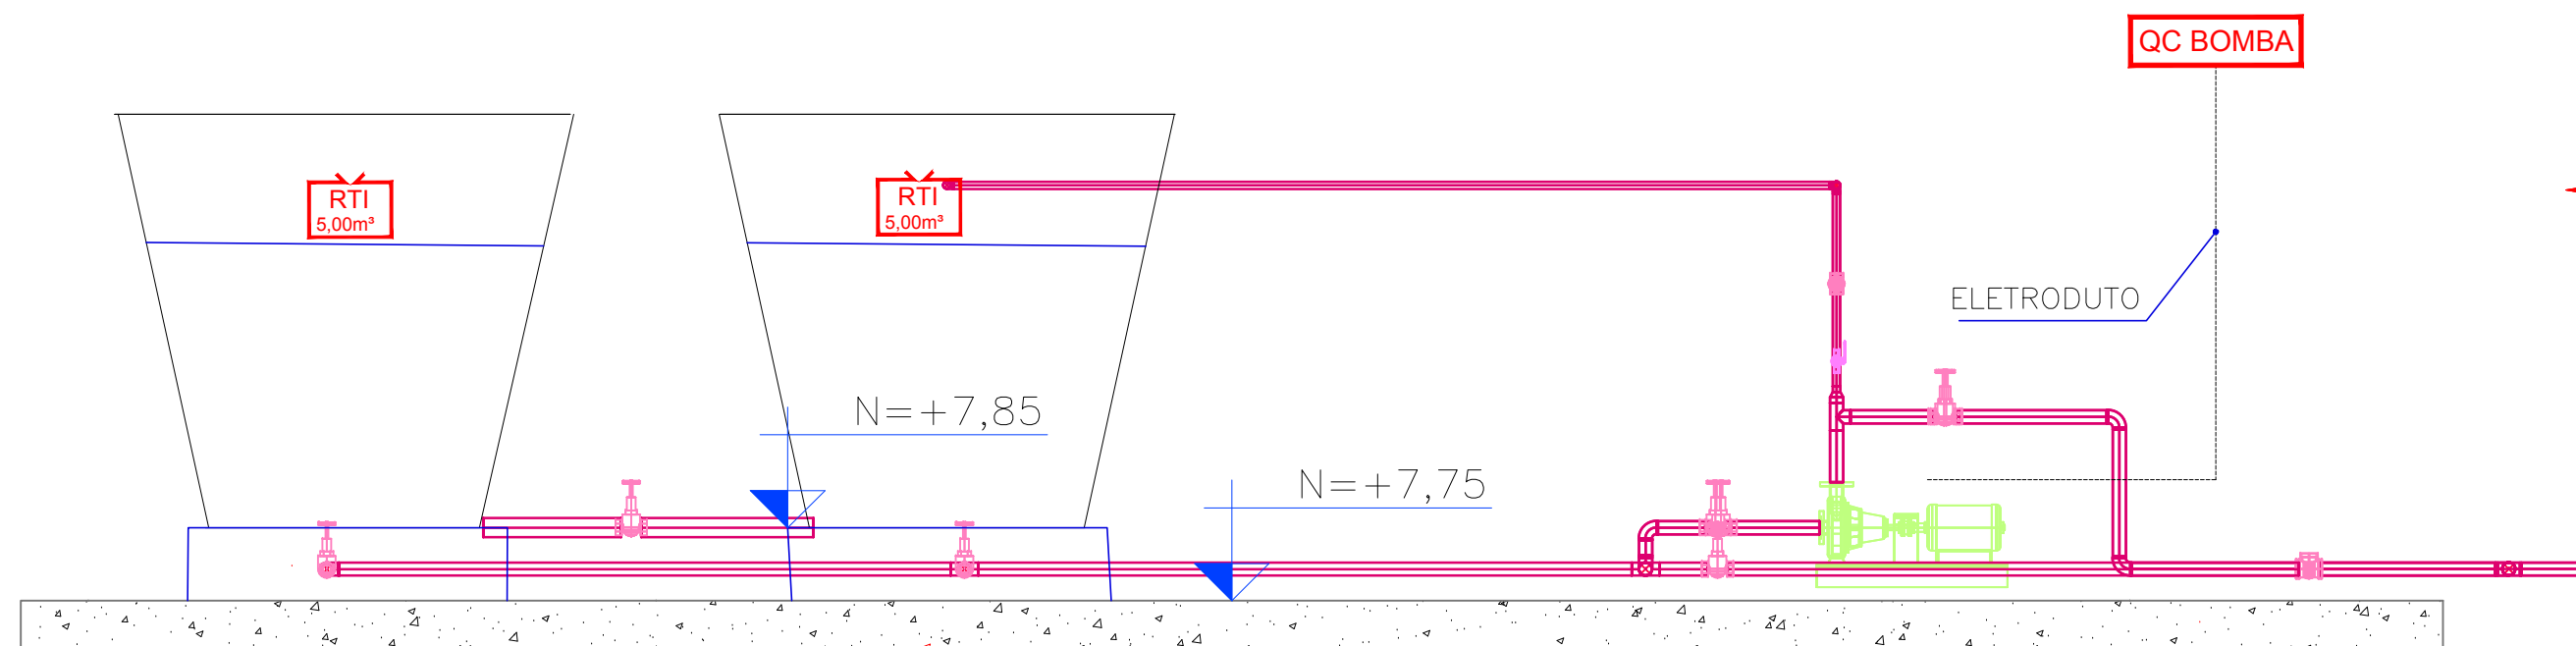 QC BOMBA
RTI
5,00m³
RTI
5,00m³
ELETRODUTO
N=+7,85
N=+7,75